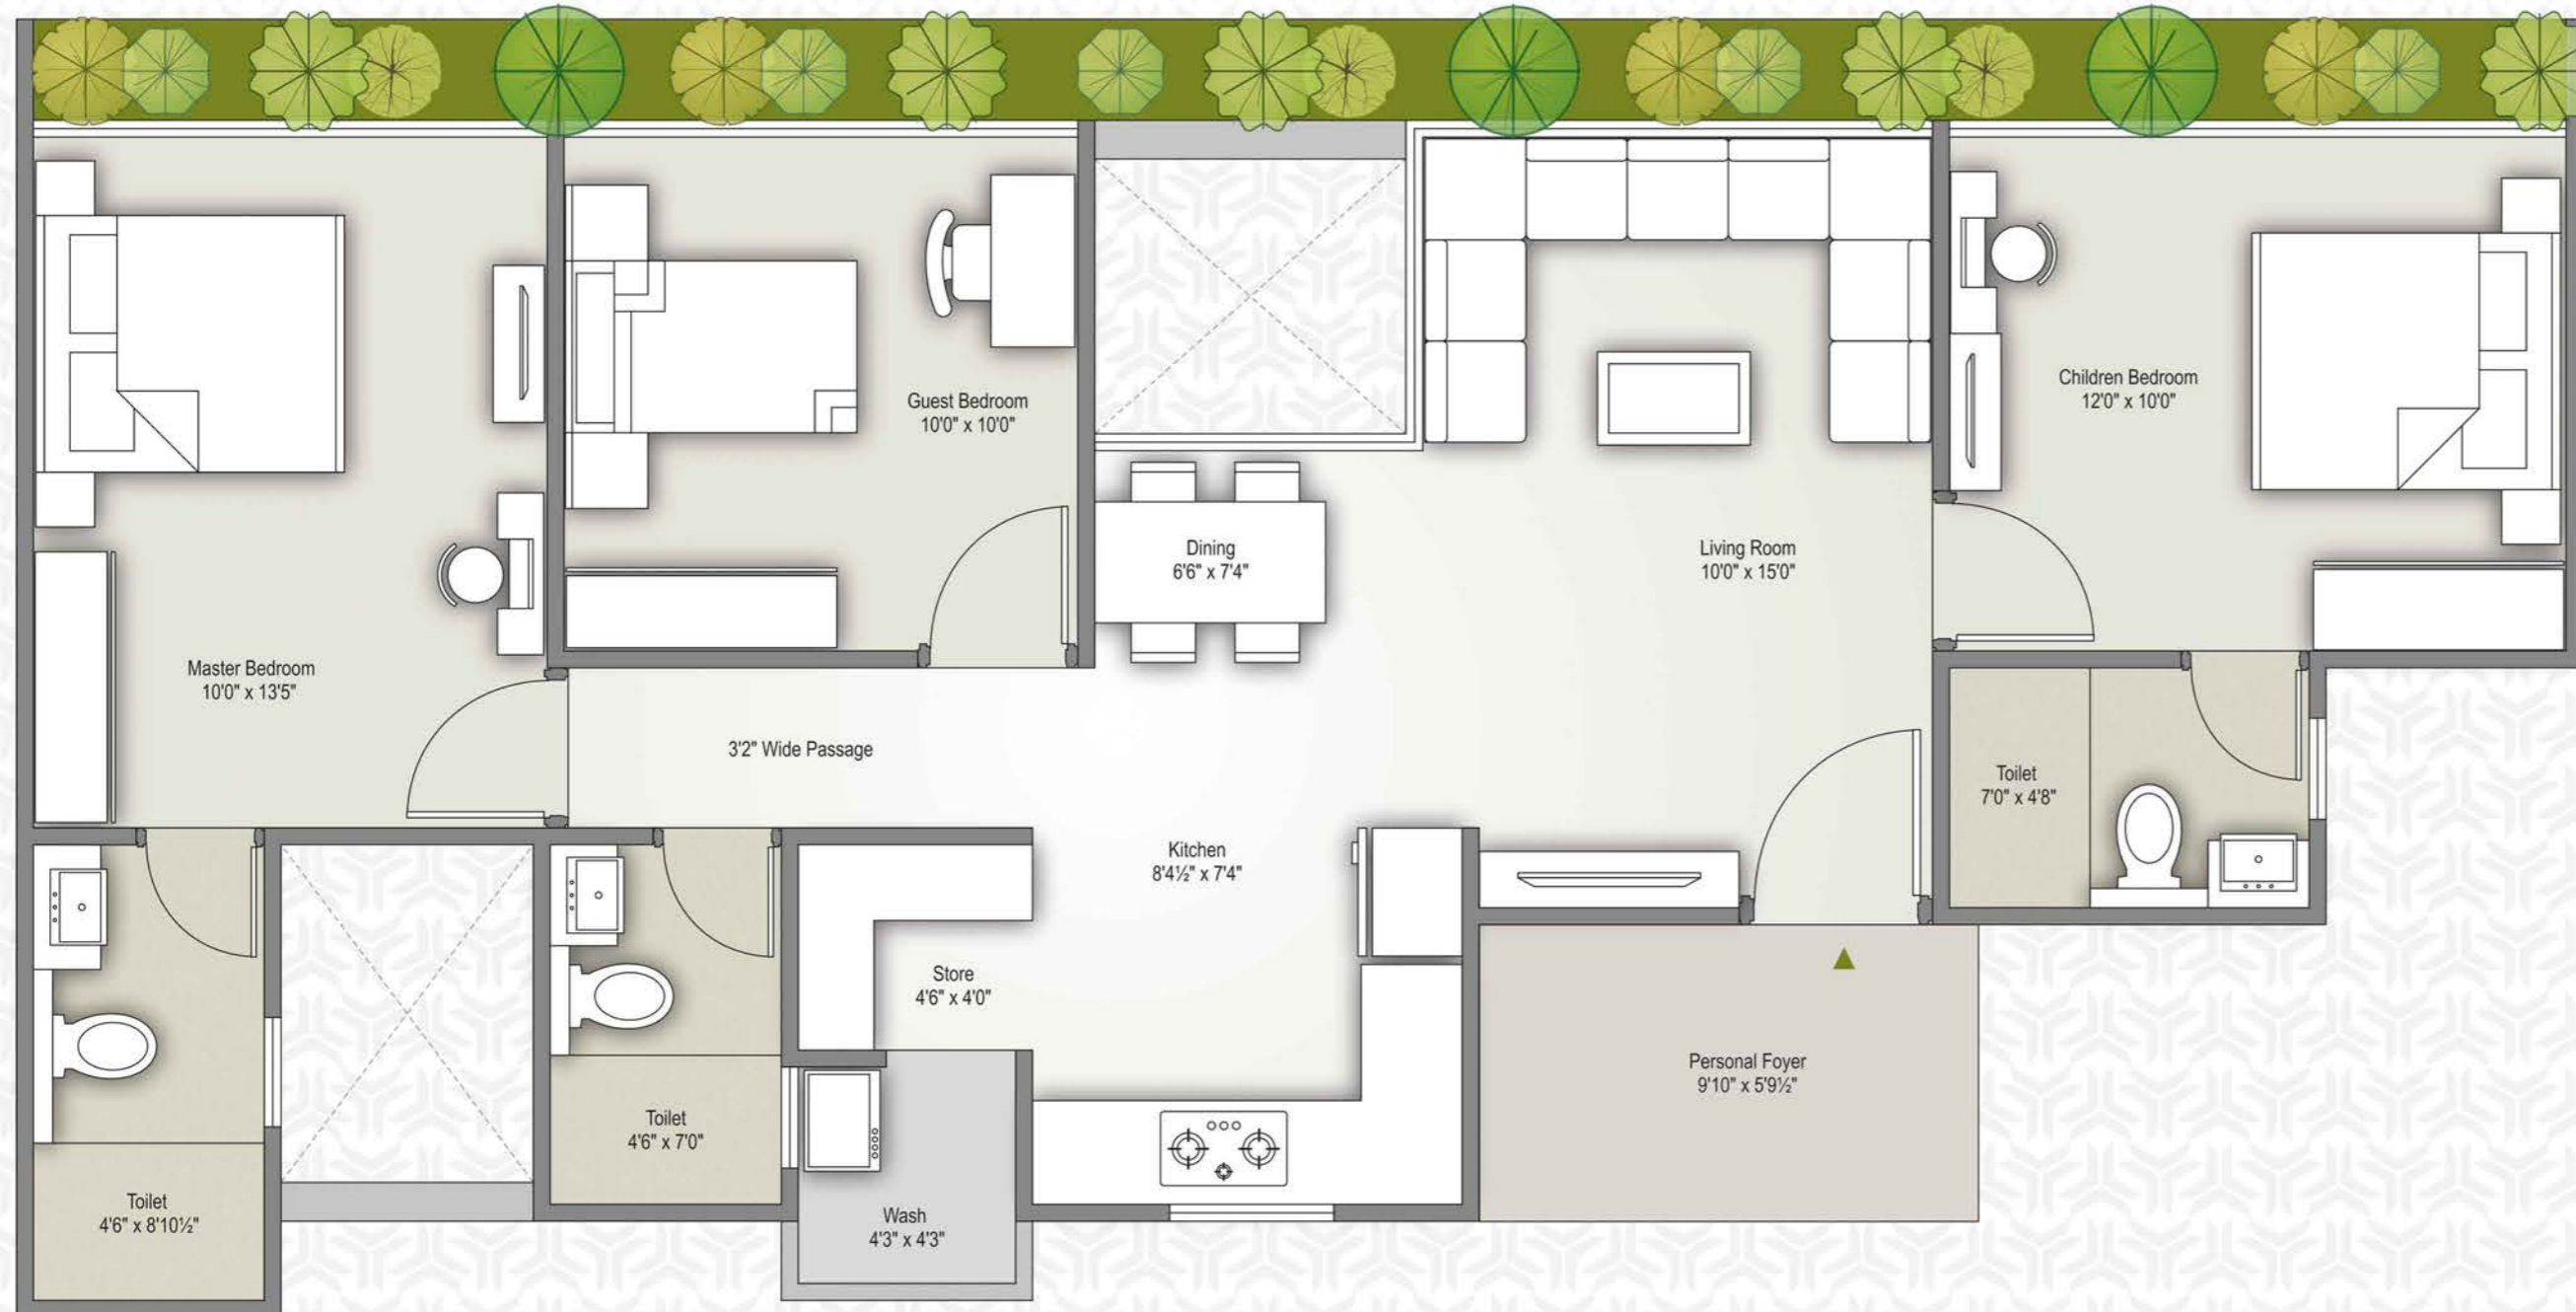 Guest Bedroom
10'0" x 10'0"
Children Bedroom
12'0" x 10'0"
Dining
6'6" x 7'4"
Living Room
10'0" x 15'0"
Master Bedroom
10'0" x 13'5"
3'2" Wide Passage
Toilet
7'0" x 4'8"
Kitchen
8'4½" x 7'4"
Store
4'6" x 4'0"
Personal Foyer
9'10" x 5'9½"
Toilet
4'6" x 7'0"
Toilet
4'6" x 8'10½"
Wash
4'3" x 4'3"